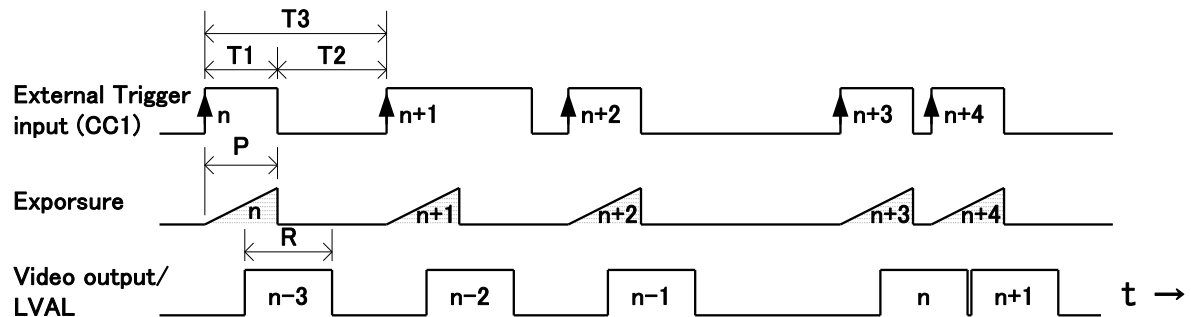 T3
T1 T2
External Trigger
input (CC1)
n n+1 n+2 n+3 n+4
P
Exporsure
n n+1 n+2 n+3 n+4
R
Video output/
LVAL
n-3 n-2 n-1 n n+1
t →